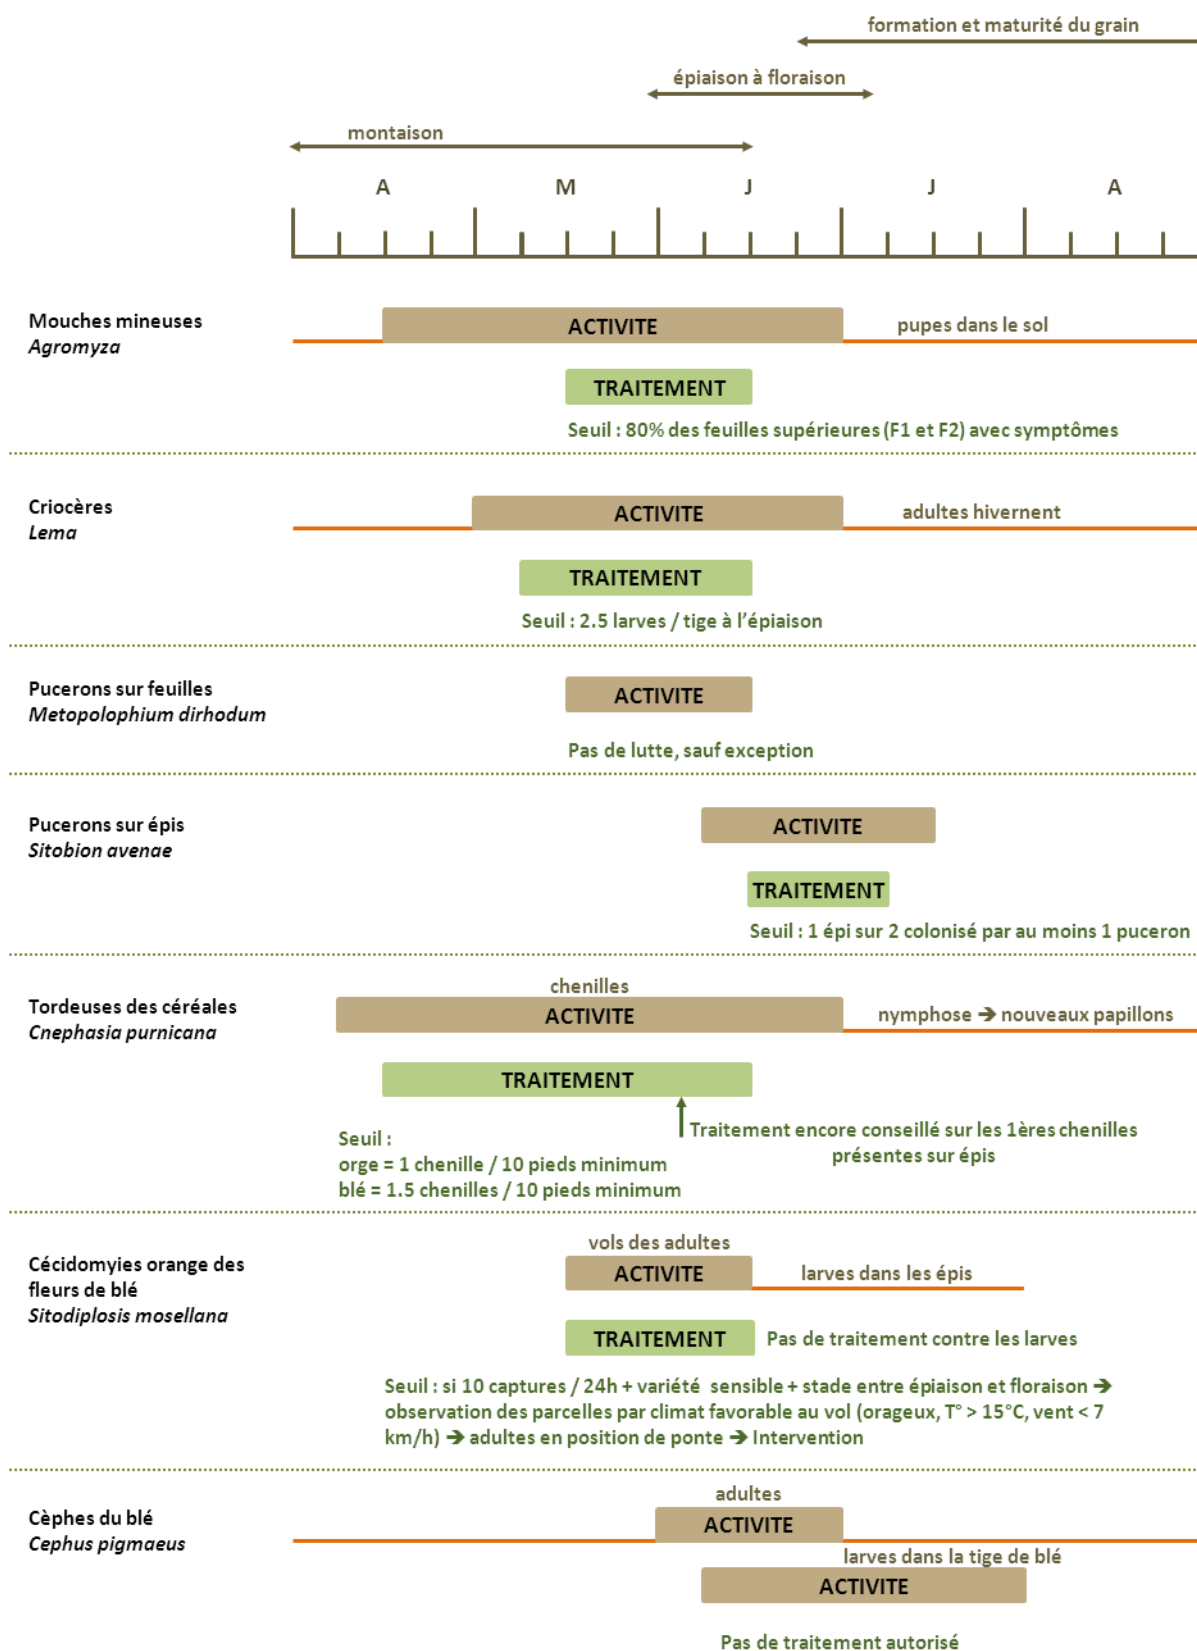 formation et maturité du grain
épiaison à floraison
montaison
A M J J A
Mouches mineuses
Agromyza
ACTIVITE
pupes dans le sol
TRAITEMENT
Seuil : 80% des feuilles supérieures (F1 et F2) avec symptômes
Criocères
Lema
ACTIVITE
adultes hivernent
TRAITEMENT
Seuil : 2.5 larves / tige à l’épiaison
Pucerons sur feuilles
Metopolophium dirhodum
ACTIVITE
Pas de lutte, sauf exception
Pucerons sur épis
Sitobion avenae
ACTIVITE
TRAITEMENT
Seuil : 1 épi sur 2 colonisé par au moins 1 puceron
Tordeuses des céréales
Cnephasia purnicana
chenilles
ACTIVITE
nymphose ➔ nouveaux papillons
TRAITEMENT
Traitement encore conseillé sur les 1ères chenilles
présentes sur épis
Seuil :
orge = 1 chenille / 10 pieds minimum
blé = 1.5 chenilles / 10 pieds minimum
Cécidomyies orange des
fleurs de blé
Sitodiplosis mosellana
vols des adultes
ACTIVITE
larves dans les épis
TRAITEMENT
Pas de traitement contre les larves
Seuil : si 10 captures / 24h + variété sensible + stade entre épiaison et floraison ➔
observation des parcelles par climat favorable au vol (orageux, T° > 15°C, vent < 7
km/h) ➔ adultes en position de ponte ➔ Intervention
Cèphes du blé
Cephus pigmaeus
adultes
ACTIVITE
larves dans la tige de blé
ACTIVITE
Pas de traitement autorisé